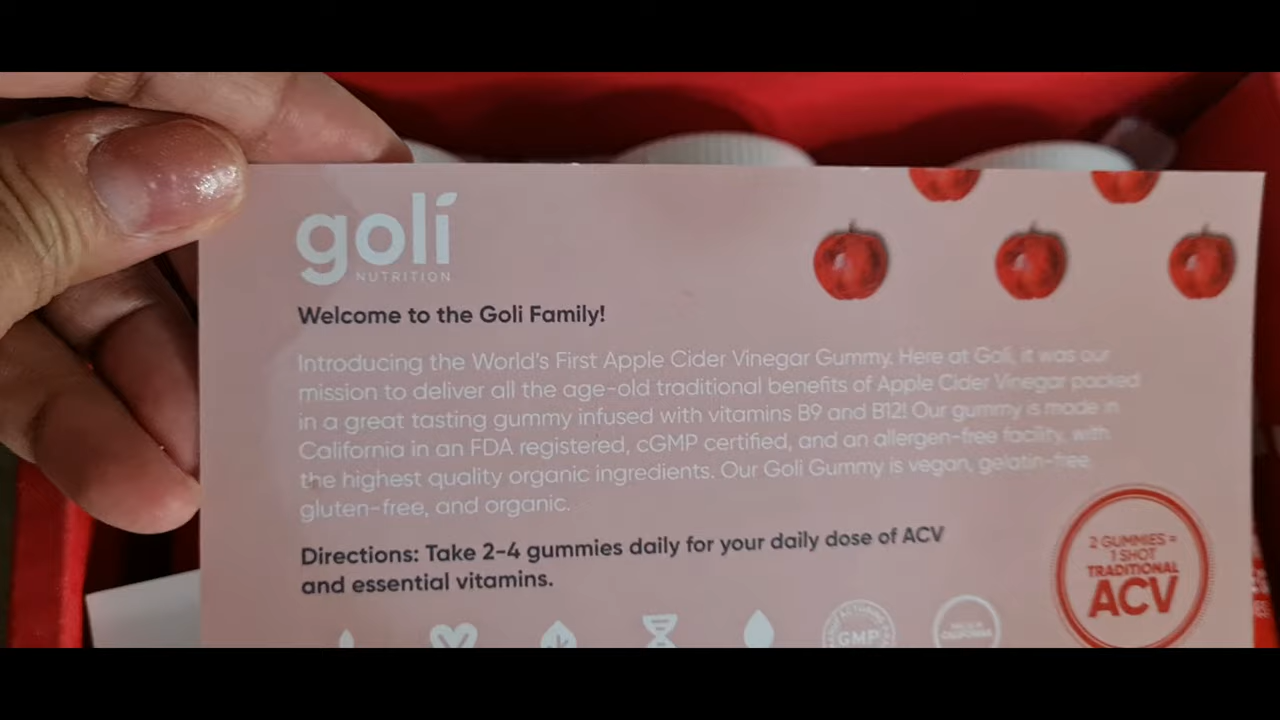 goli
NUTRITION
Welcome to the Goli Family!
Introducing the World's First Apple Cider Vinegar Gummy. Here at Goli, it was our
mission to deliver all the age-old traditional benefits of Apple Cider Vinegar packed
in a great tasting gummy infused with vitamins B9 and B12! Our gummy is made in
California in an FDA registered, cGMP certified, and an allergen-free facility, with
the highest quality organic ingredients. Our Goli Gummy is vegan, gelatin-free,
gluten-free, and organic.
Directions: Take 2-4 gummies daily for your daily dose of ACV
and essential vitamins.
2 GUMMIES =
1 SHOT
TRADITIONAL
ACV
GMP
CALIFORNIA